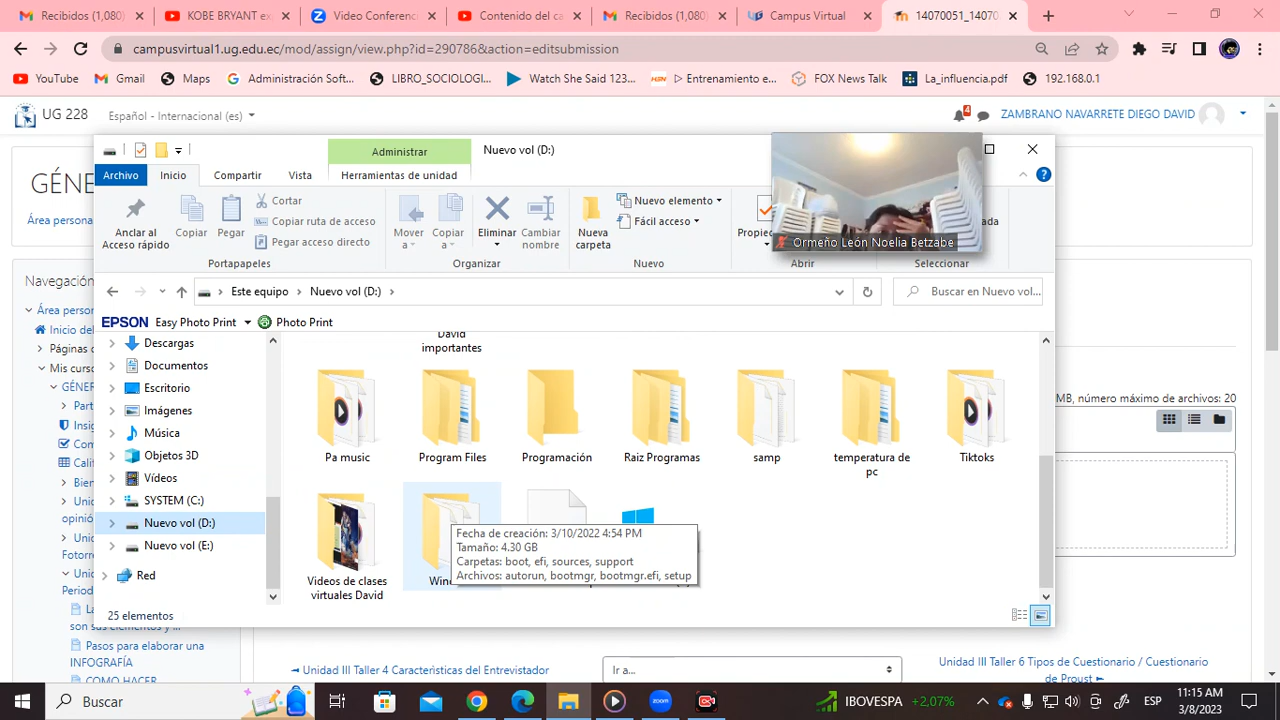 Recibidos (1,080)
KOBE BRYANT ex
Video Conferenc
Contenido del ca
Recibidos (1,080)
Campus Virtual
14070051_14070
campusvirtual1.ug.edu.ec/mod/assign/view.php?id=290786&action=editsubmission
YouTube
Gmail
Maps
Administración Soft...
LIBRO_SOCIOLOGI...
Watch She Said 123...
▷ Entrenamiento e...
FOX News Talk
La_influencia.pdf
192.168.0.1
UG 228
Español - Internacional (es)
4
ZAMBRANO NAVARRETE DIEGO DAVID
Administrar
Nuevo vol (D:)
Archivo
Inicio
Compartir
Vista
Herramientas de unidad
Anclar al
Acceso rápido
Copiar
Pegar
Cortar
Copiar ruta de acceso
Pegar acceso directo
Portapapeles
Mover
a
Copiar
a
Eliminar
Cambiar
nombre
Organizar
Nueva
carpeta
Nuevo elemento
Fácil acceso
Nuevo
Propie
Abrir
Seleccionar
Ormeño León Noelia Betzabe
Este equipo
Nuevo vol (D:)
Buscar en Nuevo vol...
EPSON
Easy Photo Print
Photo Print
GÉNE
Área persona
Navegación
Área person
Inicio del
Páginas c
Mis curso
GÉNER
Part
Insig
Com
Calif
Bien
Unid
opinió
Unid
Fotorre
Unid
Period
La
son sus elementos y ...
Pasos para elaborar una
INFOGRAFÍA
COMO HACER
Descargas
Documentos
Escritorio
Imágenes
Música
Objetos 3D
Vídeos
SYSTEM (C:)
Nuevo vol (D:)
Nuevo vol (E:)
Red
David
importantes
Pa music
Program Files
Programación
Raiz Programas
samp
temperatura de
pc
Tiktoks
Videos de clases
virtuales David
Fecha de creación: 3/10/2022 4:54 PM
Tamaño: 4.30 GB
Carpetas: boot, efi, sources, support
Archivos: autorun, bootmgr, bootmgr.efi, setup
25 elementos
MB, número máximo de archivos: 20
◄ Unidad III Taller 4 Características del Entrevistador
Ir a...
Unidad III Taller 6 Tipos de Cuestionario / Cuestionario
de Proust ►
Buscar
zoom
IBOVESPA
+2,07%
ESP
11:15 AM
3/8/2023